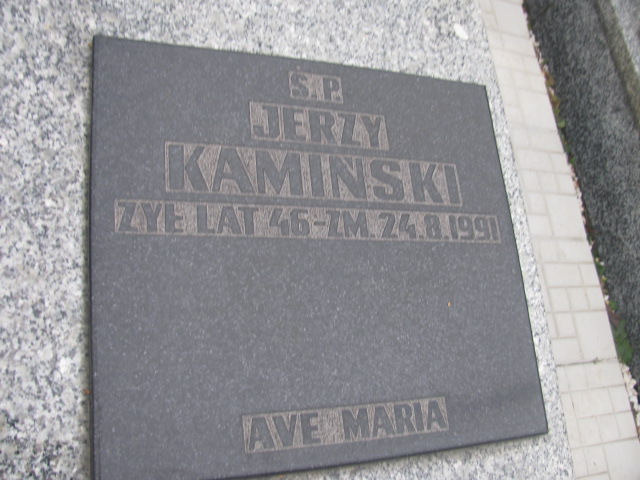 Ś.P.
JERZY
KAMIŃSKI
ŻYŁ LAT 46-ZM. 24.8.1991
AVE MARIA